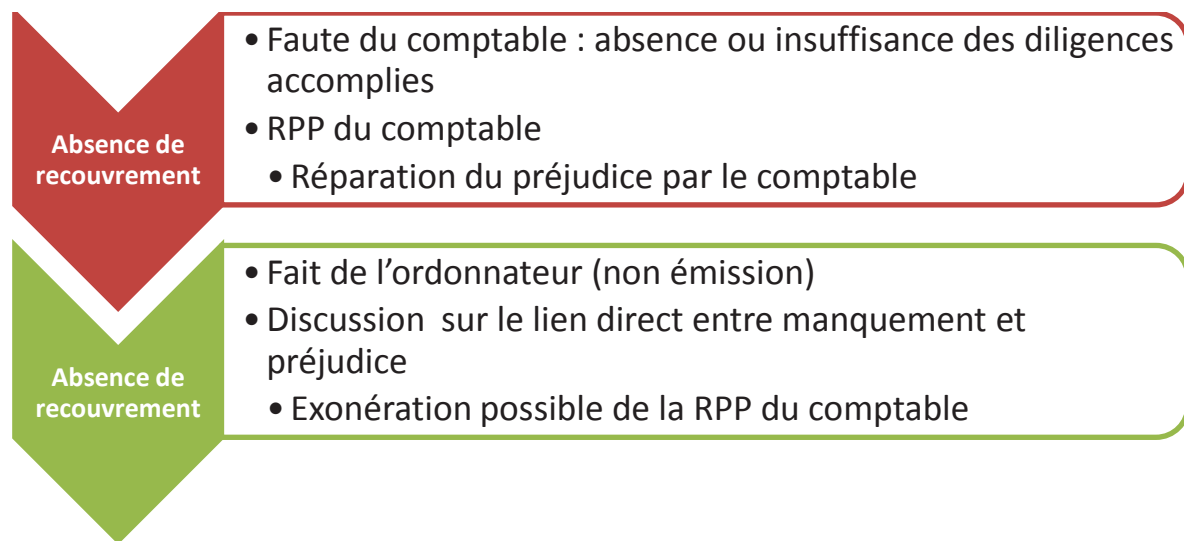 Absence de
recouvrement
• Faute du comptable : absence ou insuffisance des diligences
accomplies
• RPP du comptable
• Réparation du préjudice par le comptable
Absence de
recouvrement
• Fait de l’ordonnateur (non émission)
• Discussion sur le lien direct entre manquement et
préjudice
• Exonération possible de la RPP du comptable